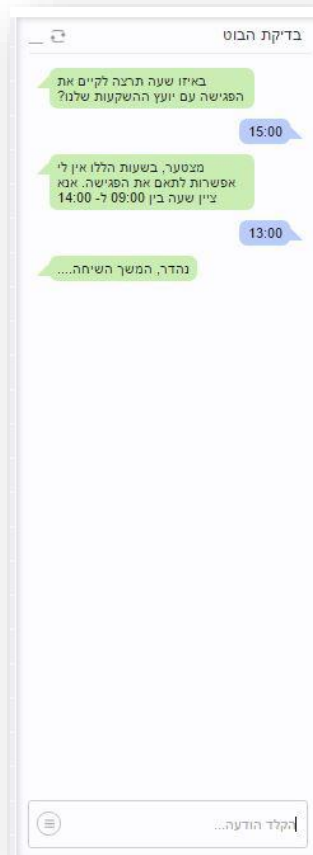 בדיקת הבוט
באיזו שעה תרצה לקיים את
הפגישה עם יועץ ההשקעות שלנו?
15:00
מצטער, בשעות הללו אין לי
אפשרות לתאם את הפגישה. אנא
ציין שעה בין 09:00 ל- 14:00
13:00
נהדר, המשך השיחה....
הקלד הודעה...